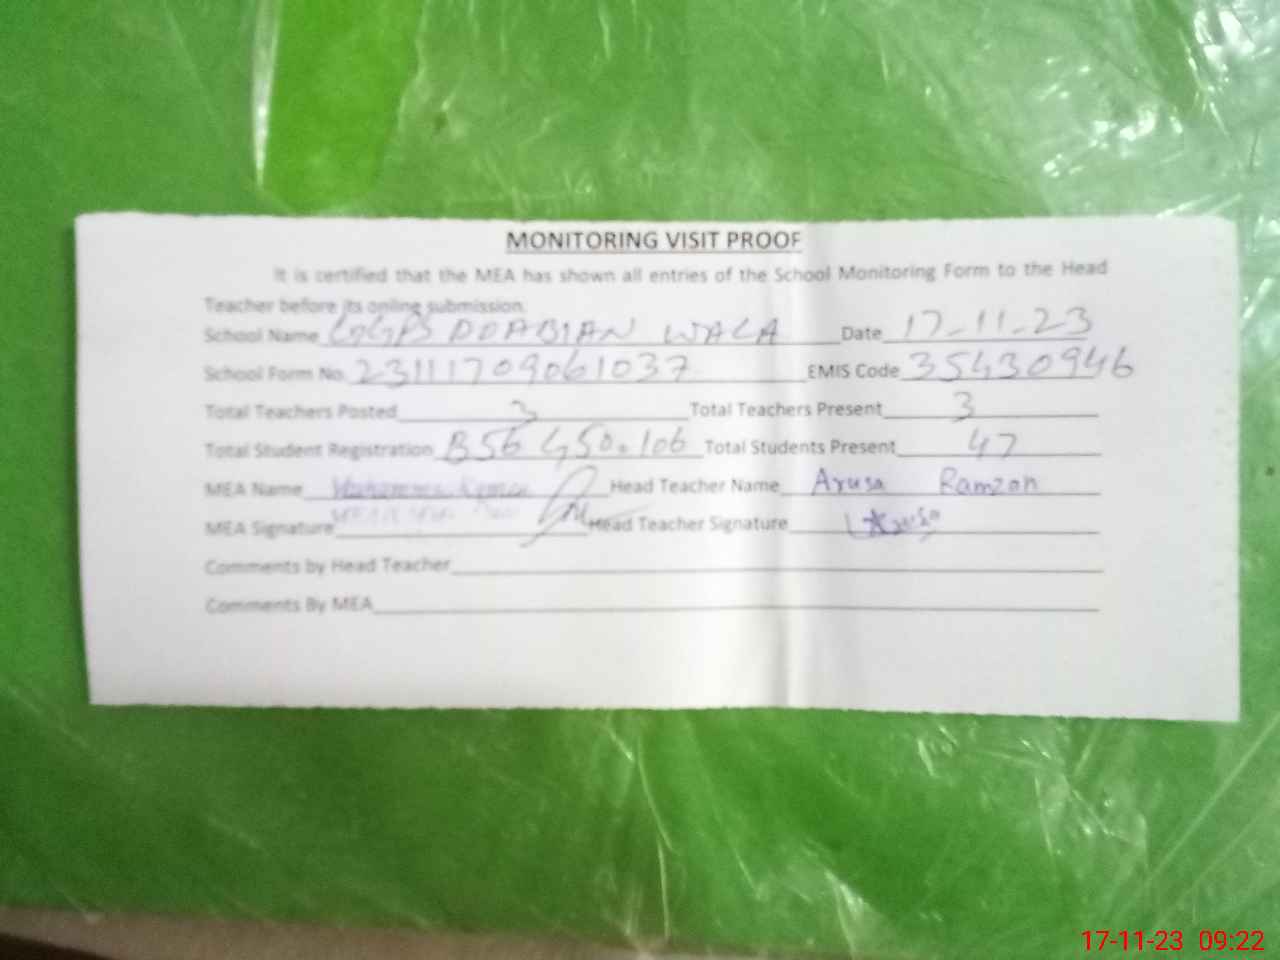 MONITORING VISIT PROOF
It is certified that the MEA has shown all entries of the School Monitoring Form to the Head
Teacher before its online submission.
School Name GGPS DOABIAN WALA Date 17-11-23
School Form No. 23111709061037 EMIS Code 35430946
Total Teachers Posted 3 Total Teachers Present 3
Total Student Registration B56 G50=106 Total Students Present 47
MEA Name Head Teacher Name Arusa Ramzan
MEA Signature Head Teacher Signature Arusa
Comments by Head Teacher
Comments By MEA
17-11-23 09:22